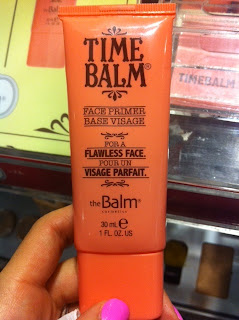 TIME
BALM®
FACE PRIMER
BASE VISAGE
FOR A
FLAWLESS FACE.
POUR UN
VISAGE PARFAIT.
theBalm®
cosmetics
30 mL e
1 FL. OZ. US
TIMEBALM